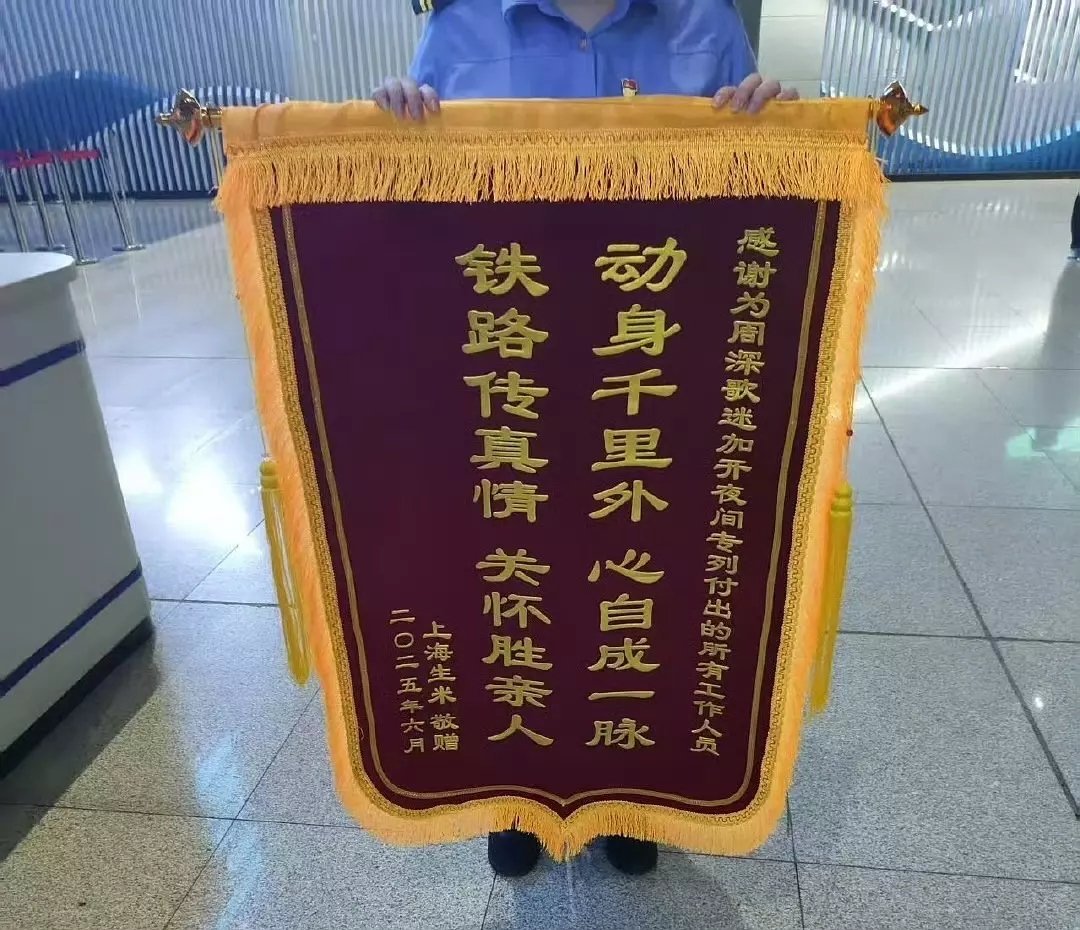 感谢为周深歌迷加开夜间专列付出的所有工作人员
动身千里外 心自成一脉
铁路传真情 关怀胜亲人
上海生米 敬赠
二〇二五年六月